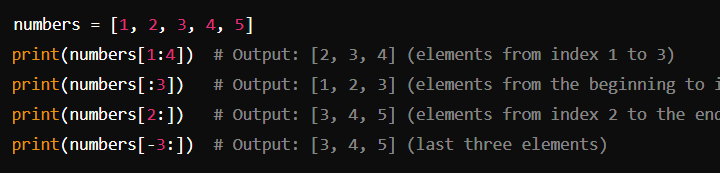 numbers = [1, 2, 3, 4, 5]
print(numbers[1:4])  # Output: [2, 3, 4] (elements from index 1 to 3)
print(numbers[:3])   # Output: [1, 2, 3] (elements from the beginning to
print(numbers[2:])   # Output: [3, 4, 5] (elements from index 2 to the
print(numbers[-3:])  # Output: [3, 4, 5] (last three elements)